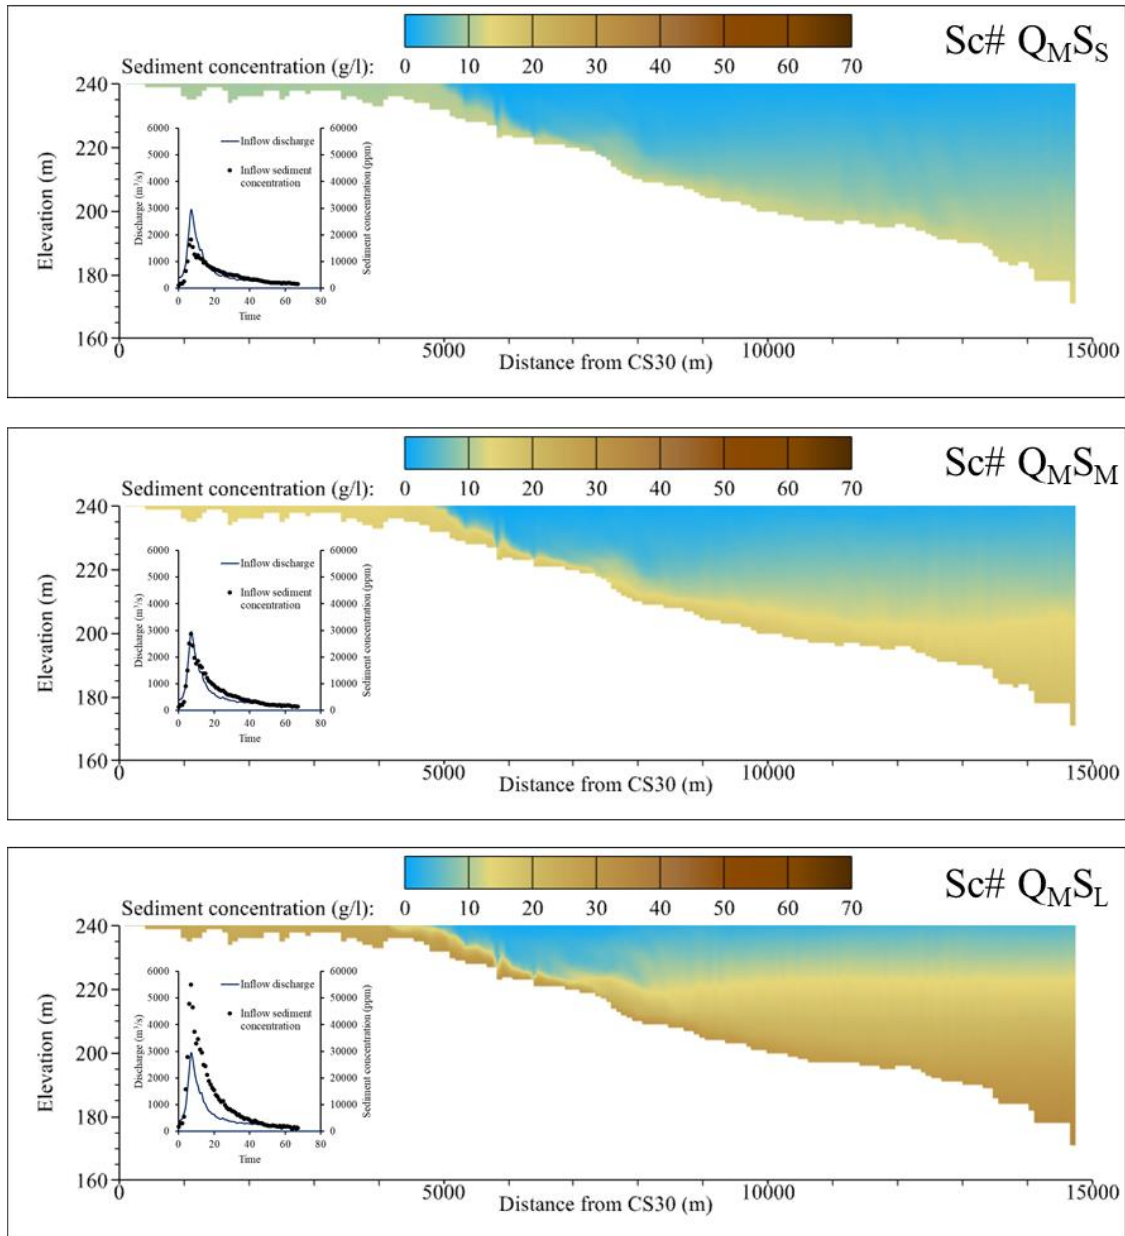 Sc# QMSS
Sediment concentration (g/l): 0 10 20 30 40 50 60 70
240
220
200
180
160
Elevation (m)
0 5000 10000 15000
Distance from CS30 (m)
6000 60000
5000 50000
4000 40000
3000 30000
2000 20000
1000 10000
0 0
Discharge (m³/s)
Sediment concentration (ppm)
Inflow discharge
Inflow sediment
concentration
0 20 40 60 80
Time
Sc# QMSM
Sediment concentration (g/l): 0 10 20 30 40 50 60 70
240
220
200
180
160
Elevation (m)
0 5000 10000 15000
Distance from CS30 (m)
6000 60000
5000 50000
4000 40000
3000 30000
2000 20000
1000 10000
0 0
Discharge (m³/s)
Sediment concentration (ppm)
Inflow discharge
Inflow sediment
concentration
0 20 40 60 80
Time
Sc# QMSL
Sediment concentration (g/l): 0 10 20 30 40 50 60 70
240
220
200
180
160
Elevation (m)
0 5000 10000 15000
Distance from CS30 (m)
6000 60000
5000 50000
4000 40000
3000 30000
2000 20000
1000 10000
0 0
Discharge (m³/s)
Sediment concentration (ppm)
Inflow discharge
Inflow sediment
concentration
0 20 40 60 80
Time